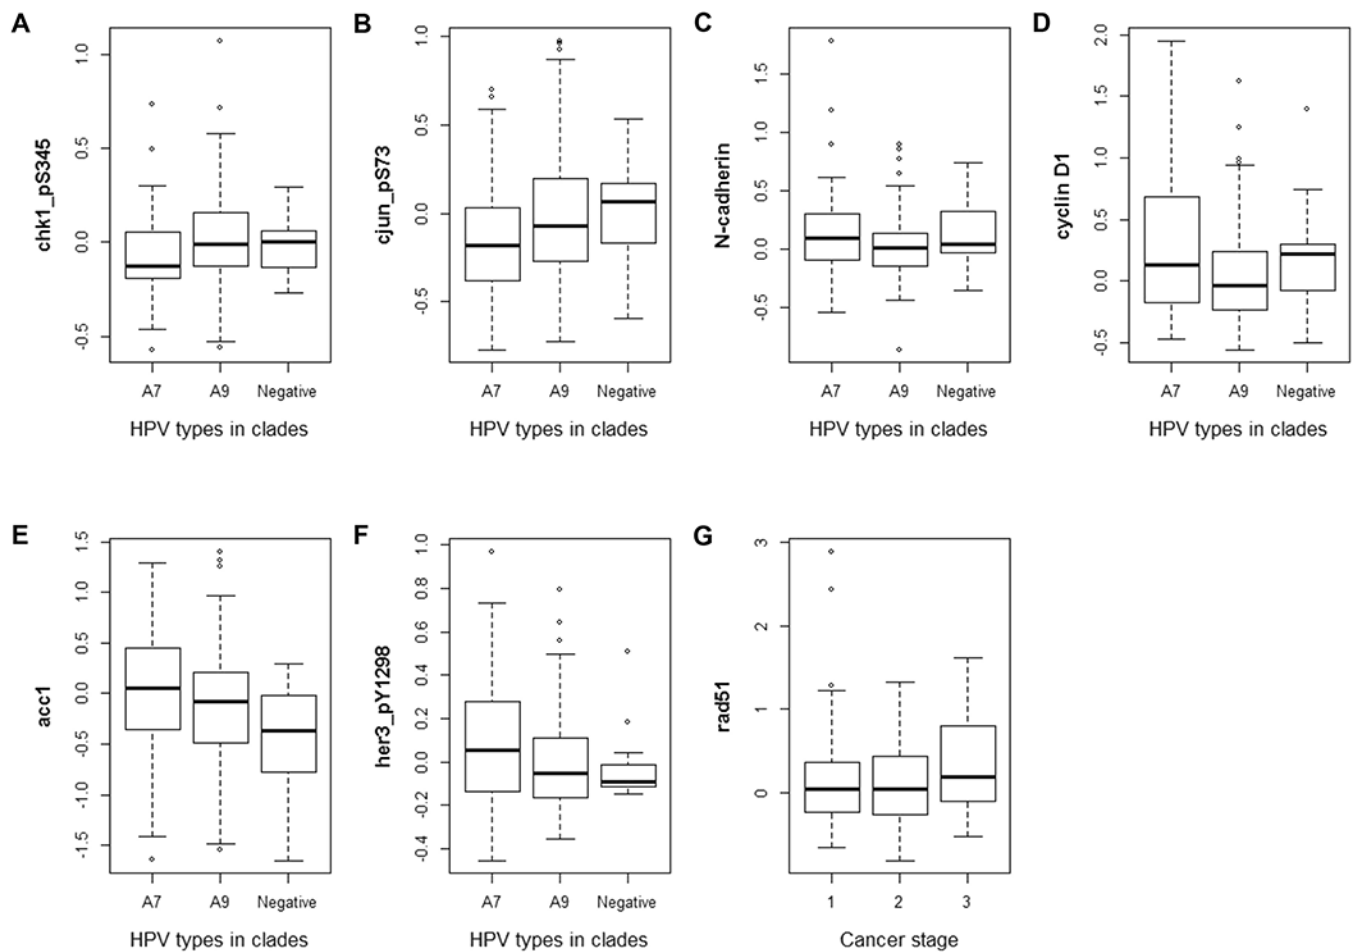 A
chk1_pS345
1.0
0.5
0.0
-0.5
A7 A9 Negative
HPV types in clades
B
cjun_pS73
1.0
0.5
0.0
-0.5
A7 A9 Negative
HPV types in clades
C
N-cadherin
1.5
1.0
0.5
0.0
-0.5
A7 A9 Negative
HPV types in clades
D
cyclin D1
2.0
1.5
1.0
0.5
0.0
-0.5
A7 A9 Negative
HPV types in clades
E
acc1
1.5
1.0
0.5
0.0
-0.5
-1.0
-1.5
A7 A9 Negative
HPV types in clades
F
her3_pY1298
1.0
0.8
0.6
0.4
0.2
0.0
-0.2
-0.4
A7 A9 Negative
HPV types in clades
G
rad51
3
2
1
0
1 2 3
Cancer stage